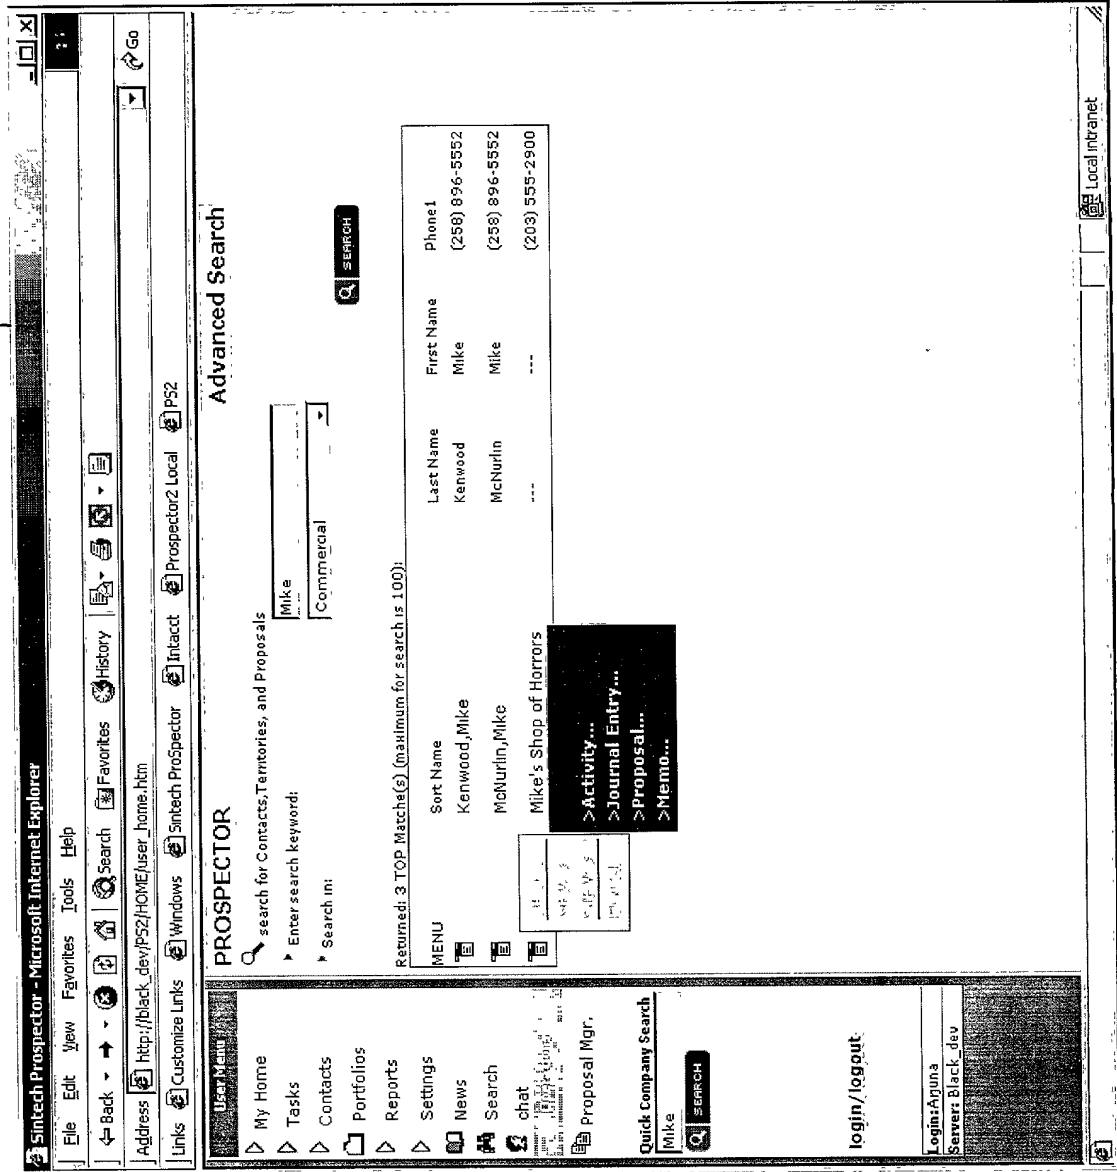 Sintech Prospector - Microsoft Internet Explorer
File Edit View Favorites Tools Help
Back Search Favorites History
Address http://black_dev/PS2/HOME/user_home.htm Go
Links Customize Links Windows Sintech ProSpector Intacct Prospector2 Local PS2
User Menu
My Home
Tasks
Contacts
Portfolios
Reports
Settings
News
Search
chat
Proposal Mgr.
Quick Company Search
Mike
SEARCH
login/logout
Login:Arjuna
Server: Black_dev
PROSPECTOR Advanced Search
search for Contacts,Territories, and Proposals
Enter search keyword: Mike
Search in: Commercial
SEARCH
Returned: 3 TOP Matche(s) (maximum for search is 100):
MENU Sort Name Last Name First Name Phone1
Kenwood,Mike Kenwood Mike (258) 896-5552
McNurlin,Mike McNurlin Mike (258) 896-5552
Mike's Shop of Horrors --- --- (203) 555-2900
>Activity...
>Journal Entry...
>Proposal...
>Memo...
Local intranet